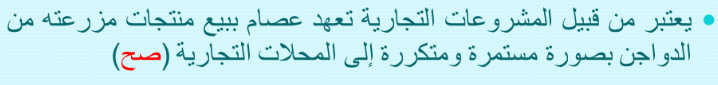 • يعتبر من قبيل المشروعات التجارية تعهد عصام ببيع منتجات مزرعته من
الدواجن بصورة مستمرة ومتكررة إلى المحلات التجارية (صح)